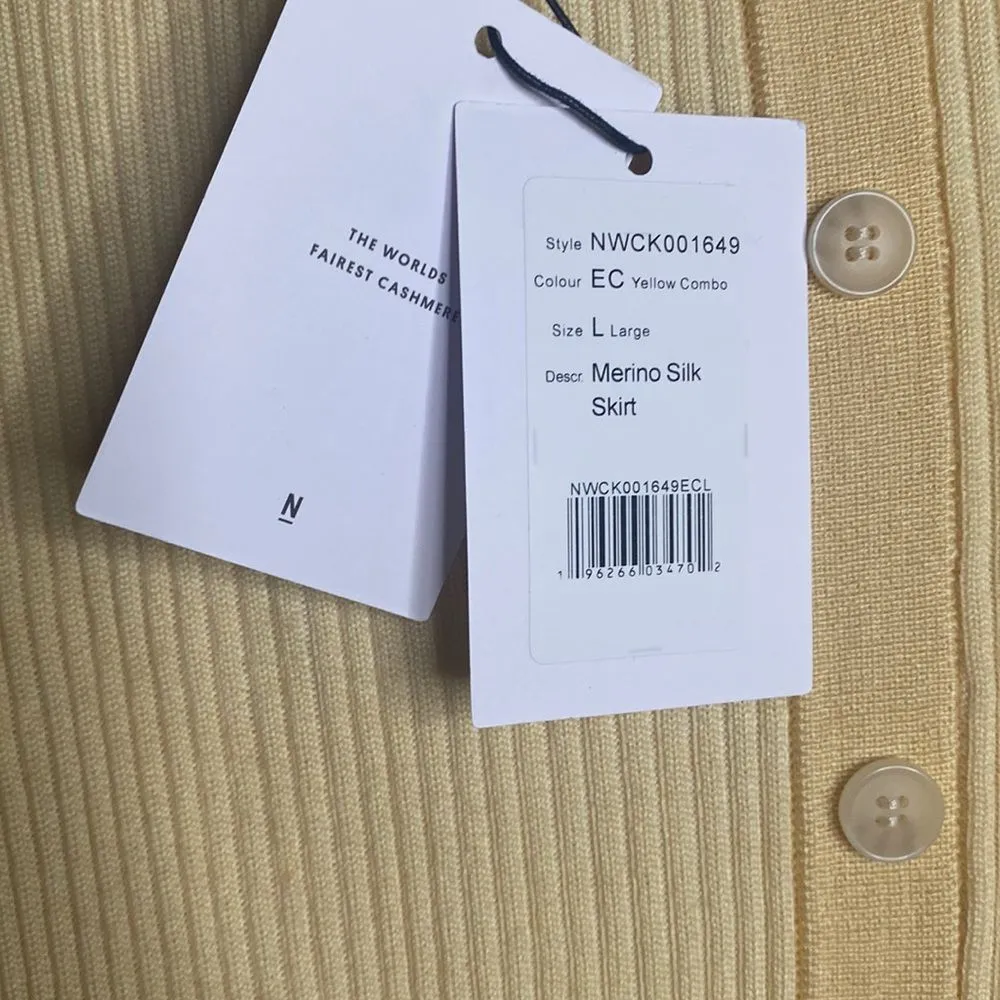 THE WORLDS
FAIREST CASHMERE
N
Style NWCK001649
Colour EC Yellow Combo
Size L Large
Descr. Merino Silk
Skirt
NWCK001649ECL
1 96266 03470 2